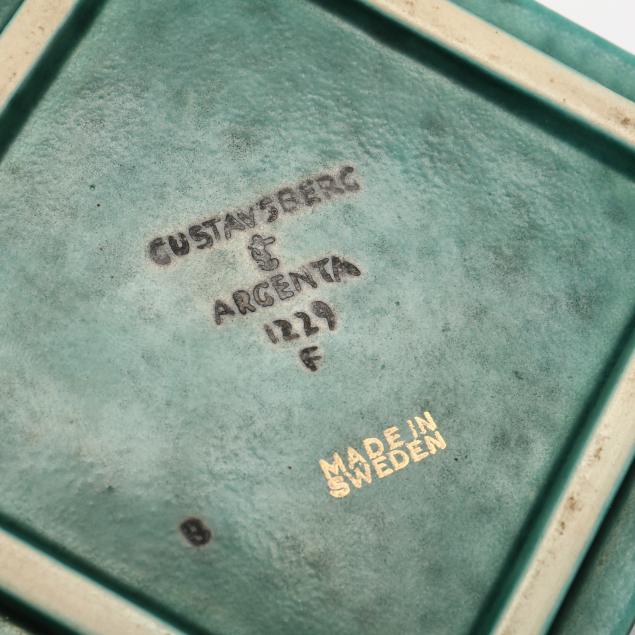 GUSTAVSBERG
ARGENTA
1229
F
MADE IN
SWEDEN
B